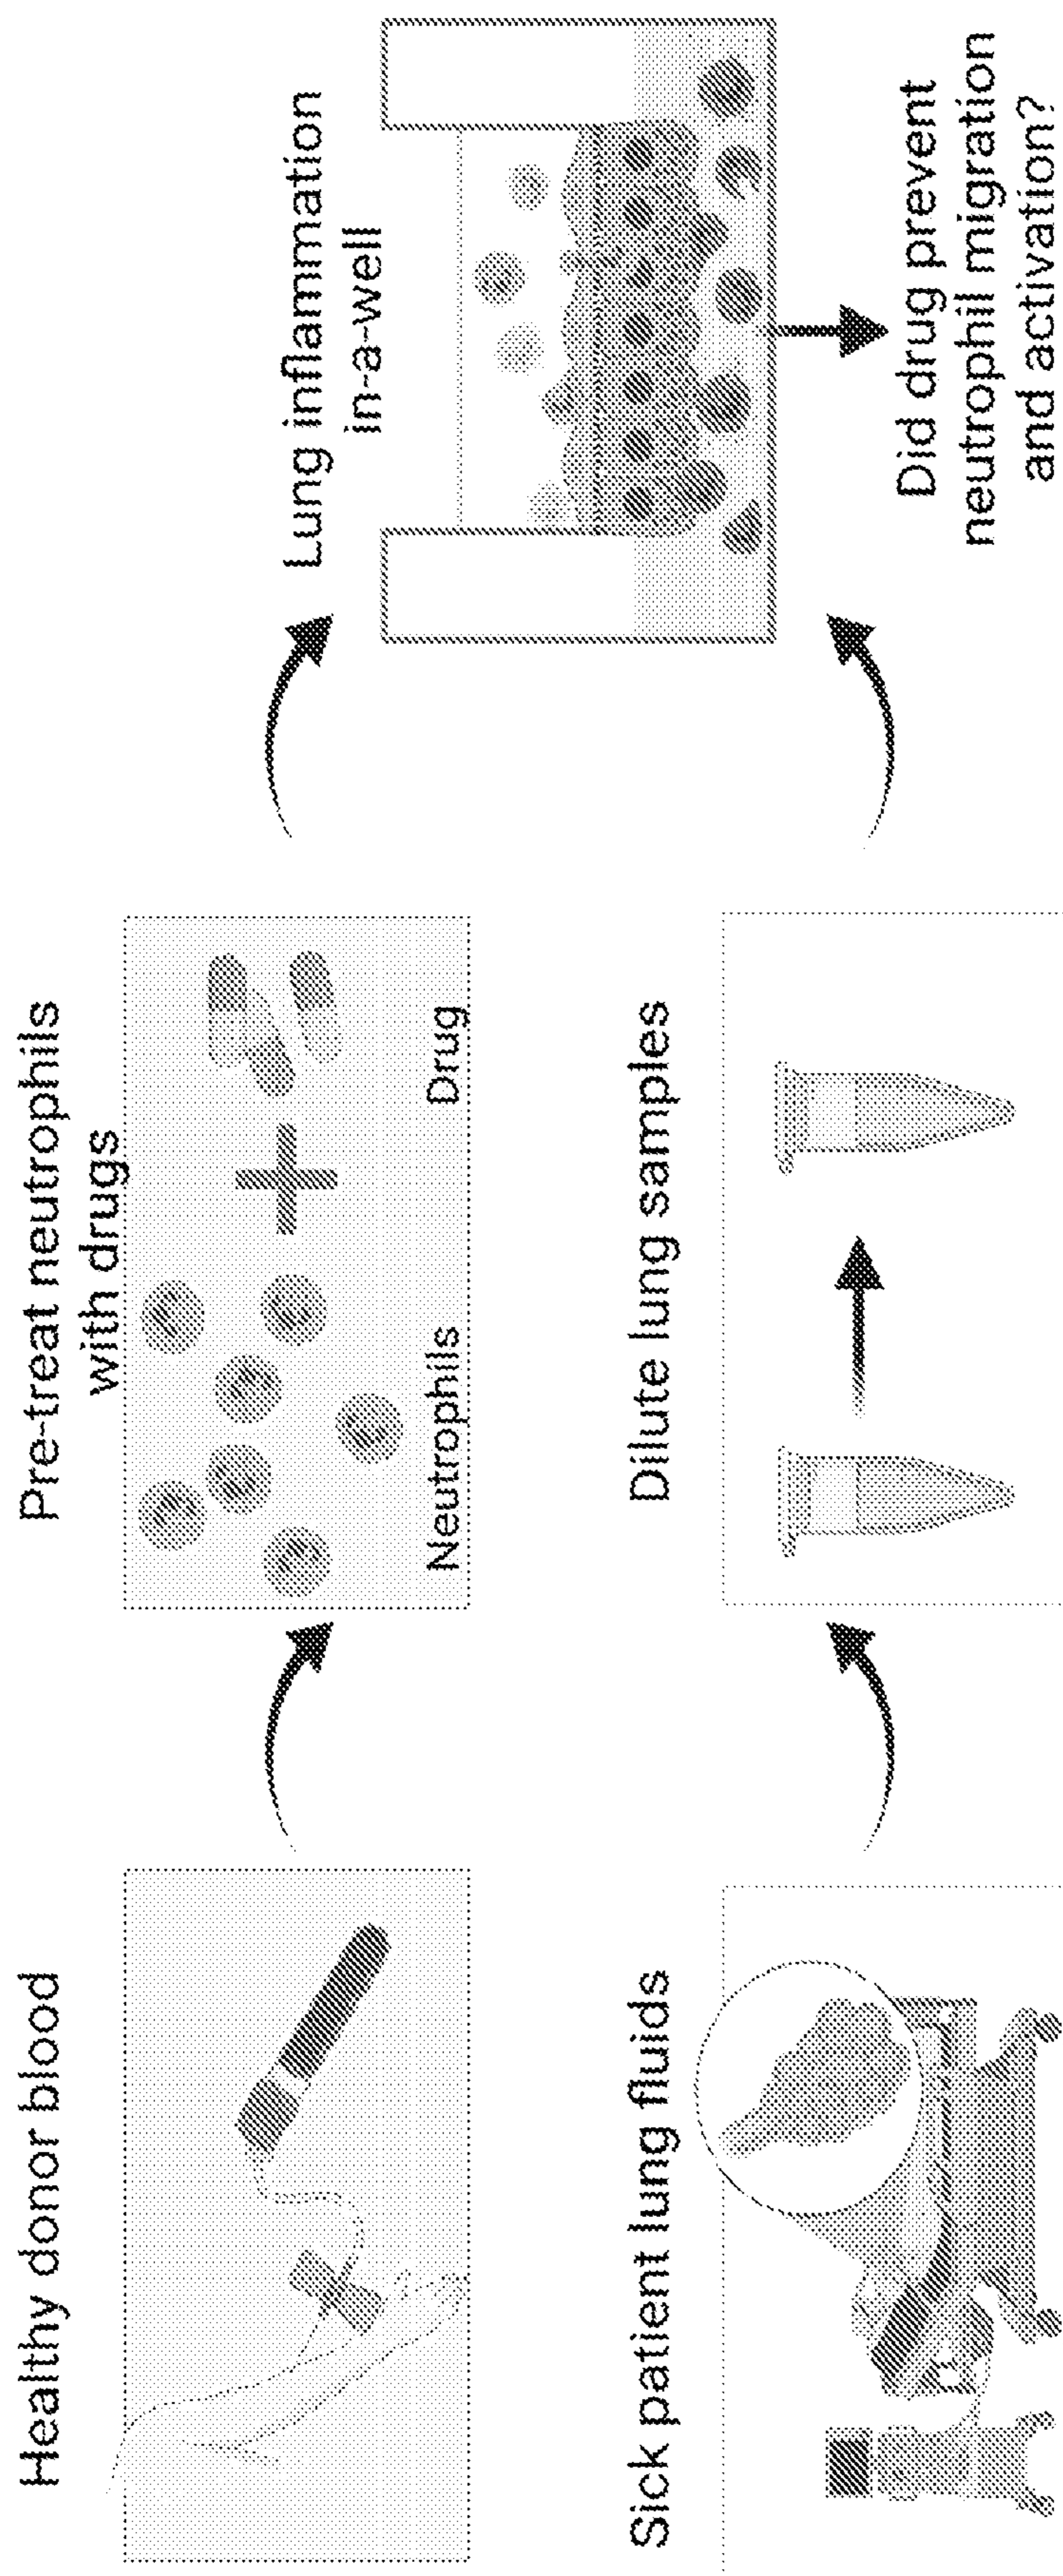 Healthy donor blood
Pre-treat neutrophils
with drugs
Neutrophils
Drug
Sick patient lung fluids
Dilute lung samples
Lung inflammation
in-a-well
Did drug prevent
neutrophil migration
and activation?